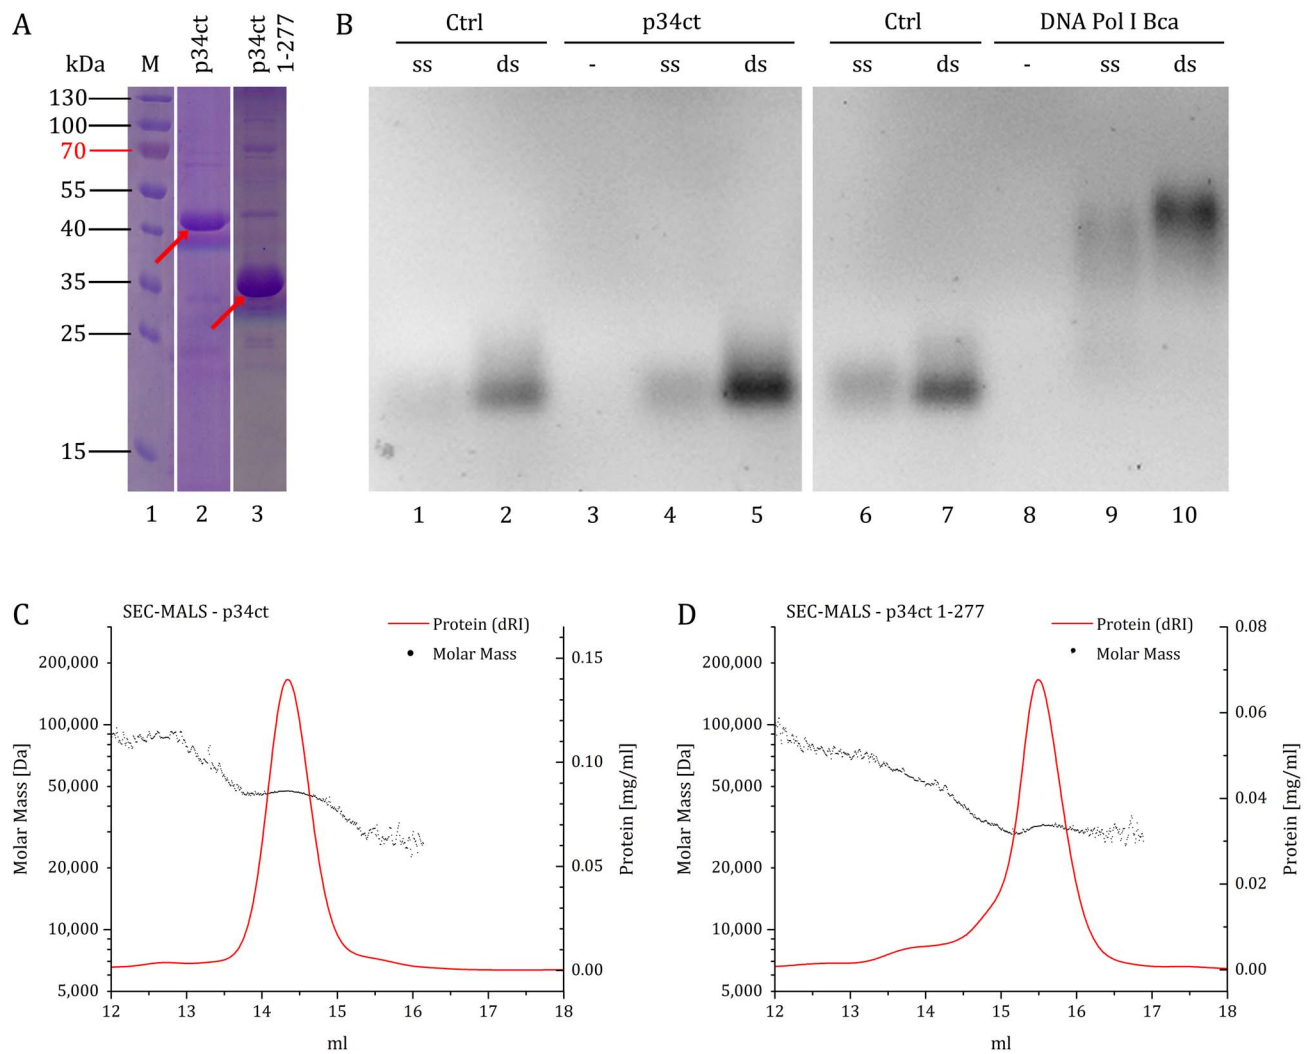 A
kDa
M
p34ct
p34ct
1-277
130
100
70
55
40
35
25
15
1 2 3
B
Ctrl p34ct Ctrl DNA Pol I Bca
ss ds - ss ds ss ds - ss ds
1 2 3 4 5 6 7 8 9 10
C
SEC-MALS - p34ct
Protein (dRI)
Molar Mass
Molar Mass [Da]
200,000
100,000
50,000
20,000
10,000
5,000
0.15
0.10
0.05
0.00
Protein [mg/ml]
12 13 14 15 16 17 18
ml
D
SEC-MALS - p34ct 1-277
Protein (dRI)
Molar Mass
Molar Mass [Da]
200,000
100,000
50,000
20,000
10,000
5,000
0.08
0.06
0.04
0.02
0.00
Protein [mg/ml]
12 13 14 15 16 17 18
ml